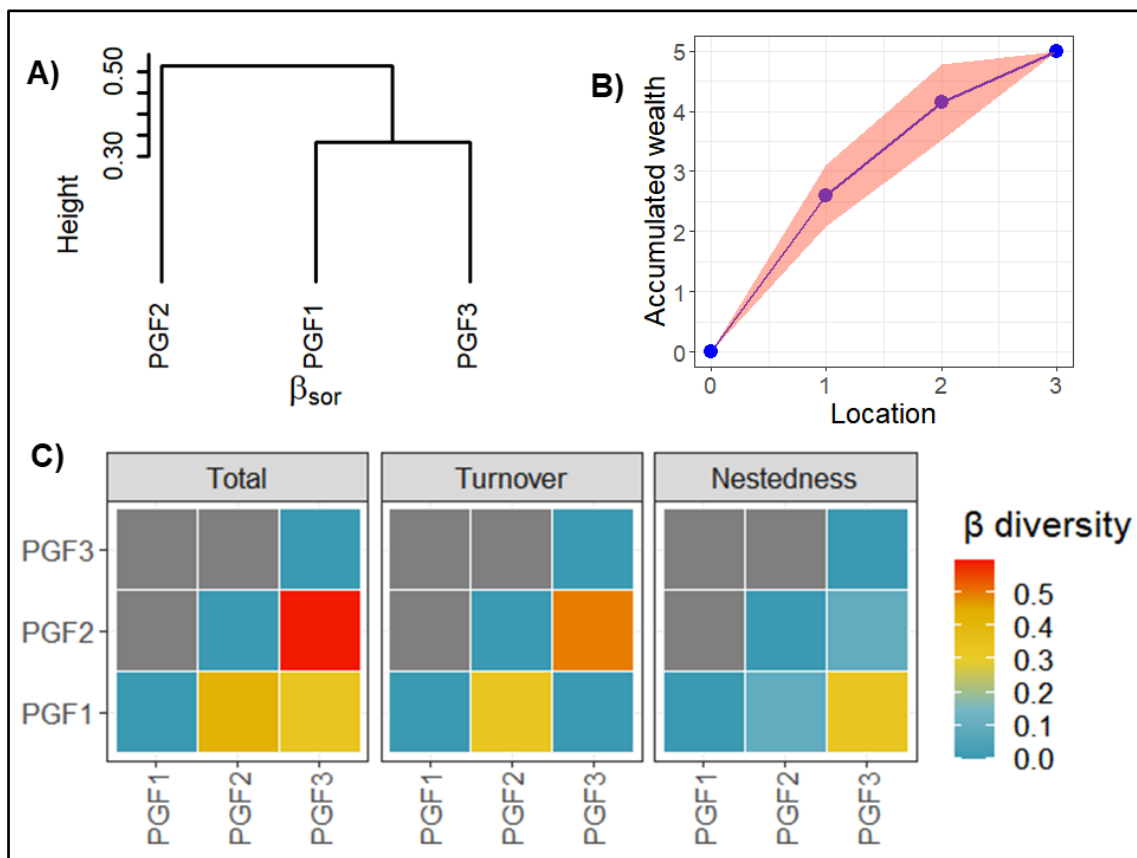 A)
0.50
0.30
Height
PGF2
PGF1
PGF3
βsor
B)
5
4
3
2
1
0
Accumulated wealth
0 1 2 3
Location
C)
Total Turnover Nestedness
PGF3
PGF2
PGF1
PGF1 PGF2 PGF3 PGF1 PGF2 PGF3 PGF1 PGF2 PGF3
β diversity
0.5
0.4
0.3
0.2
0.1
0.0